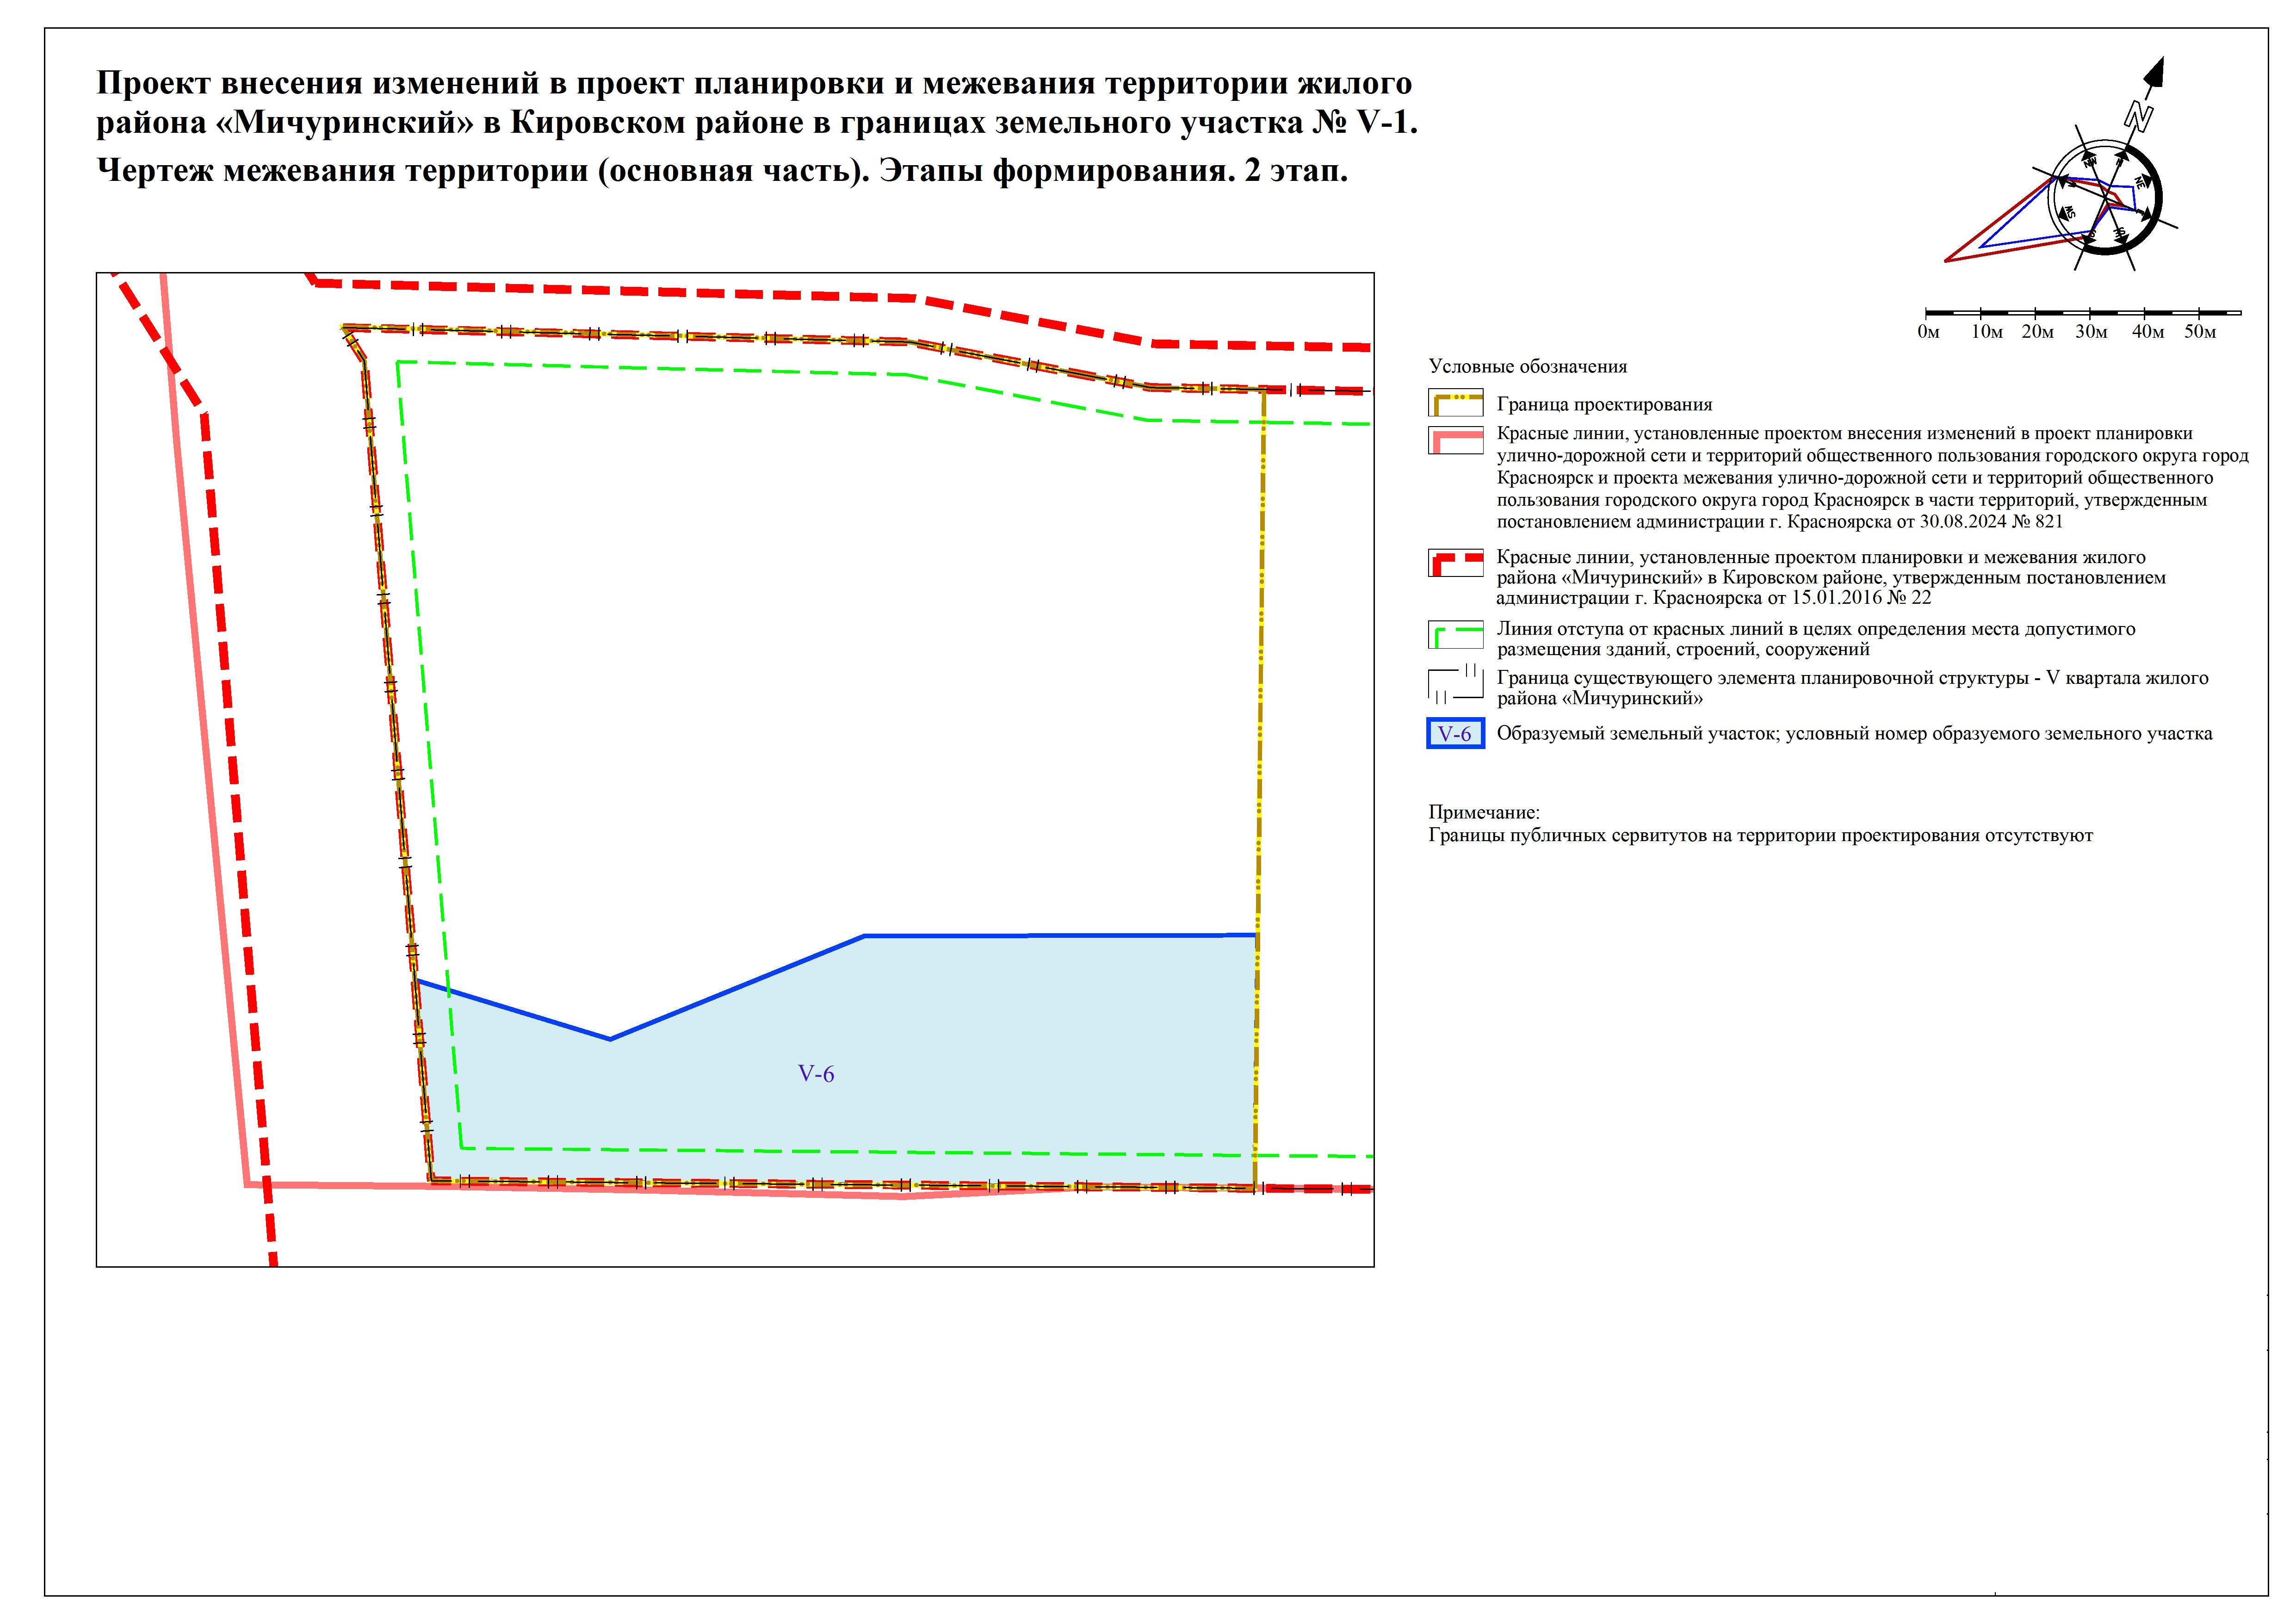 Проект внесения изменений в проект планировки и межевания территории жилого
района «Мичуринский» в Кировском районе в границах земельного участка № V-1.
Чертеж межевания территории (основная часть). Этапы формирования. 2 этап.
N
NW
N
NE
SW
S
0м 10м 20м 30м 40м 50м
Условные обозначения
Граница проектирования
Красные линии, установленные проектом внесения изменений в проект планировки
улично-дорожной сети и территорий общественного пользования городского округа город
Красноярск и проекта межевания улично-дорожной сети и территорий общественного
пользования городского округа город Красноярск в части территорий, утвержденным
постановлением администрации г. Красноярска от 30.08.2024 № 821
Красные линии, установленные проектом планировки и межевания жилого
района «Мичуринский» в Кировском районе, утвержденным постановлением
администрации г. Красноярска от 15.01.2016 № 22
Линия отступа от красных линий в целях определения места допустимого
размещения зданий, строений, сооружений
Граница существующего элемента планировочной структуры - V квартала жилого
района «Мичуринский»
V-6 Образуемый земельный участок; условный номер образуемого земельного участка
Примечание:
Границы публичных сервитутов на территории проектирования отсутствуют
V-6